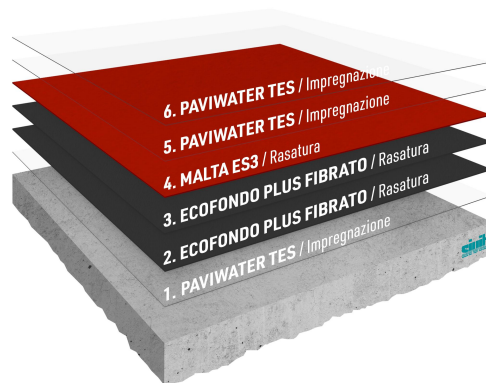 6. PAVIWATER TES / Impregnazione
5. PAVIWATER TES / Impregnazione
4. MALTA ES3 / Rasatura
3. ECOFONDO PLUS FIBRATO / Rasatura
2. ECOFONDO PLUS FIBRATO / Rasatura
1. PAVIWATER TES / Impregnazione